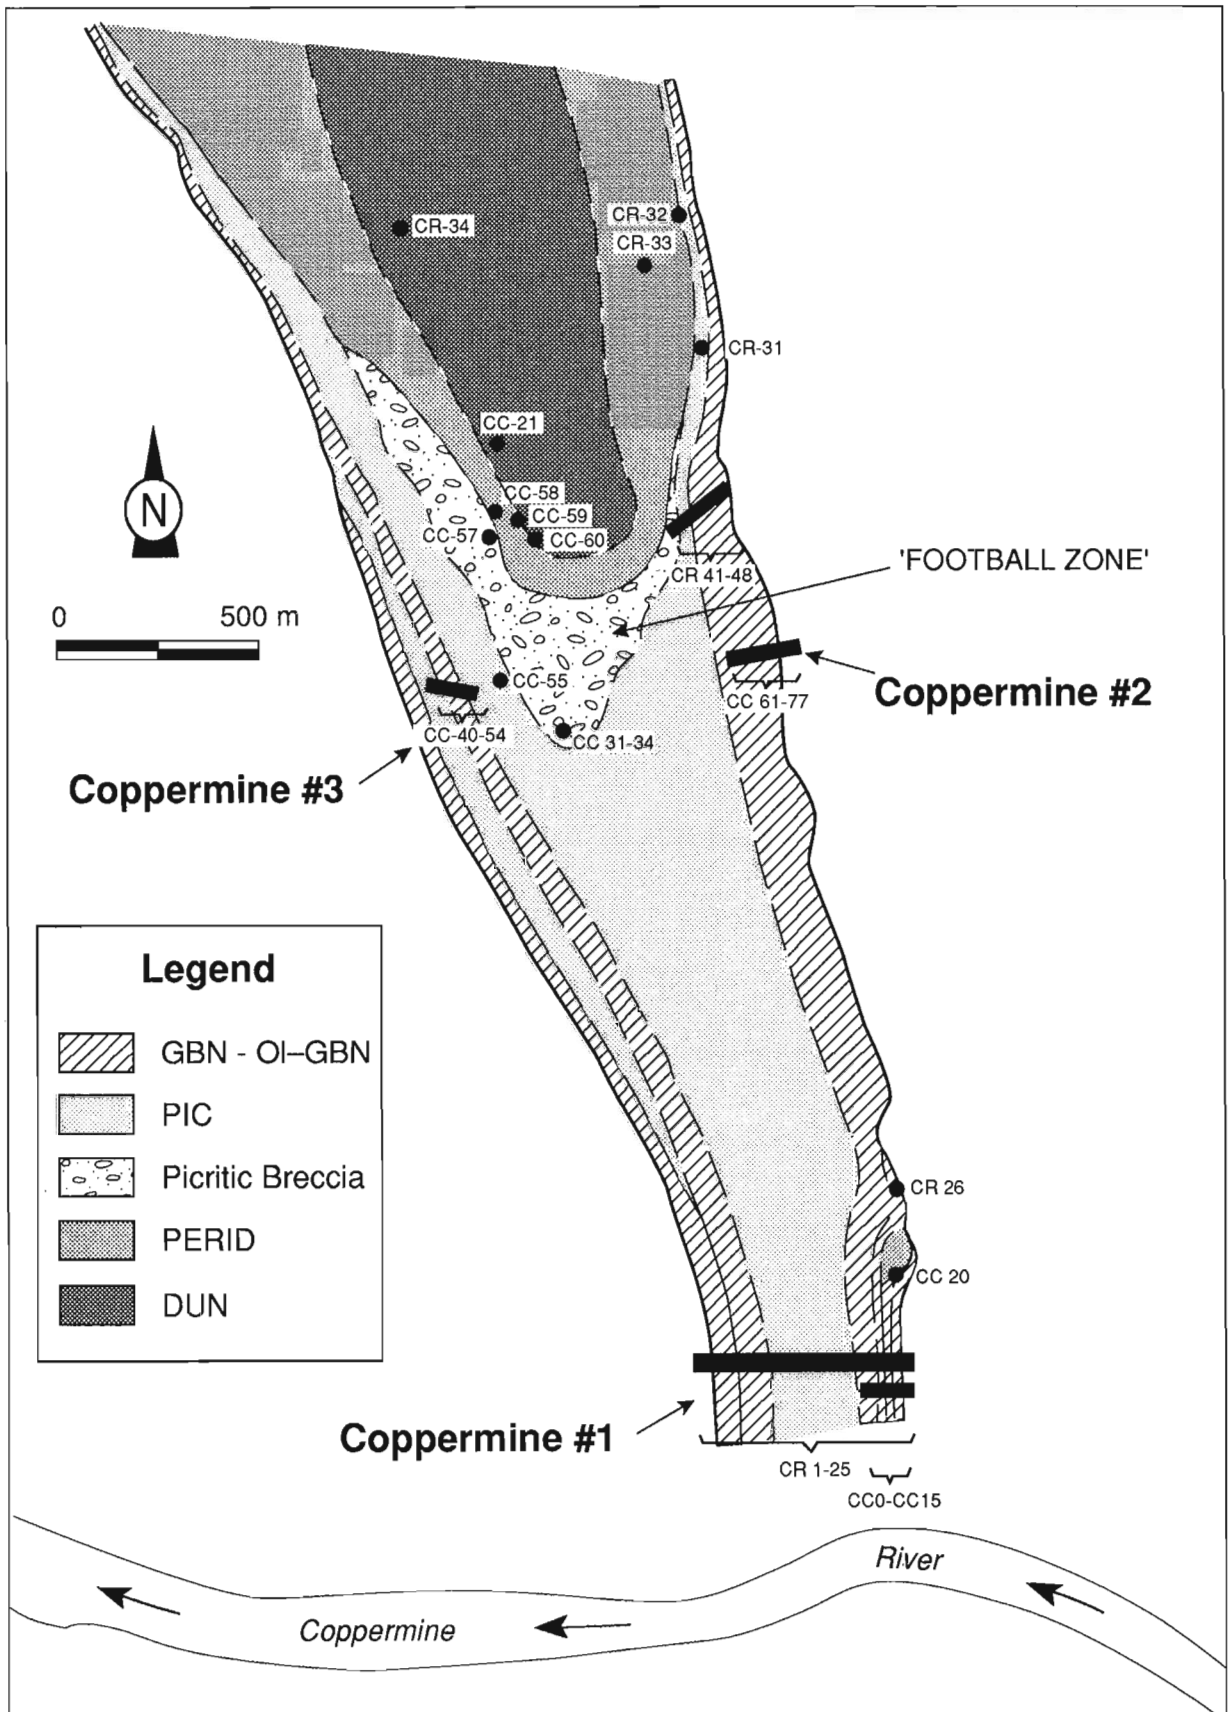 CR-34
CR-32
CR-33
CR-31
CC-21
CC-58
CC-59
CC-57
CC-60
N
CR 41-48
'FOOTBALL ZONE'
0 500 m
CC-55
CC 61-77
Coppermine #2
CC-40-54
CC 31-34
Coppermine #3
Legend
GBN - Ol–GBN
PIC
Picritic Breccia
PERID
DUN
CR 26
CC 20
Coppermine #1
CR 1-25
CC0-CC15
River
Coppermine